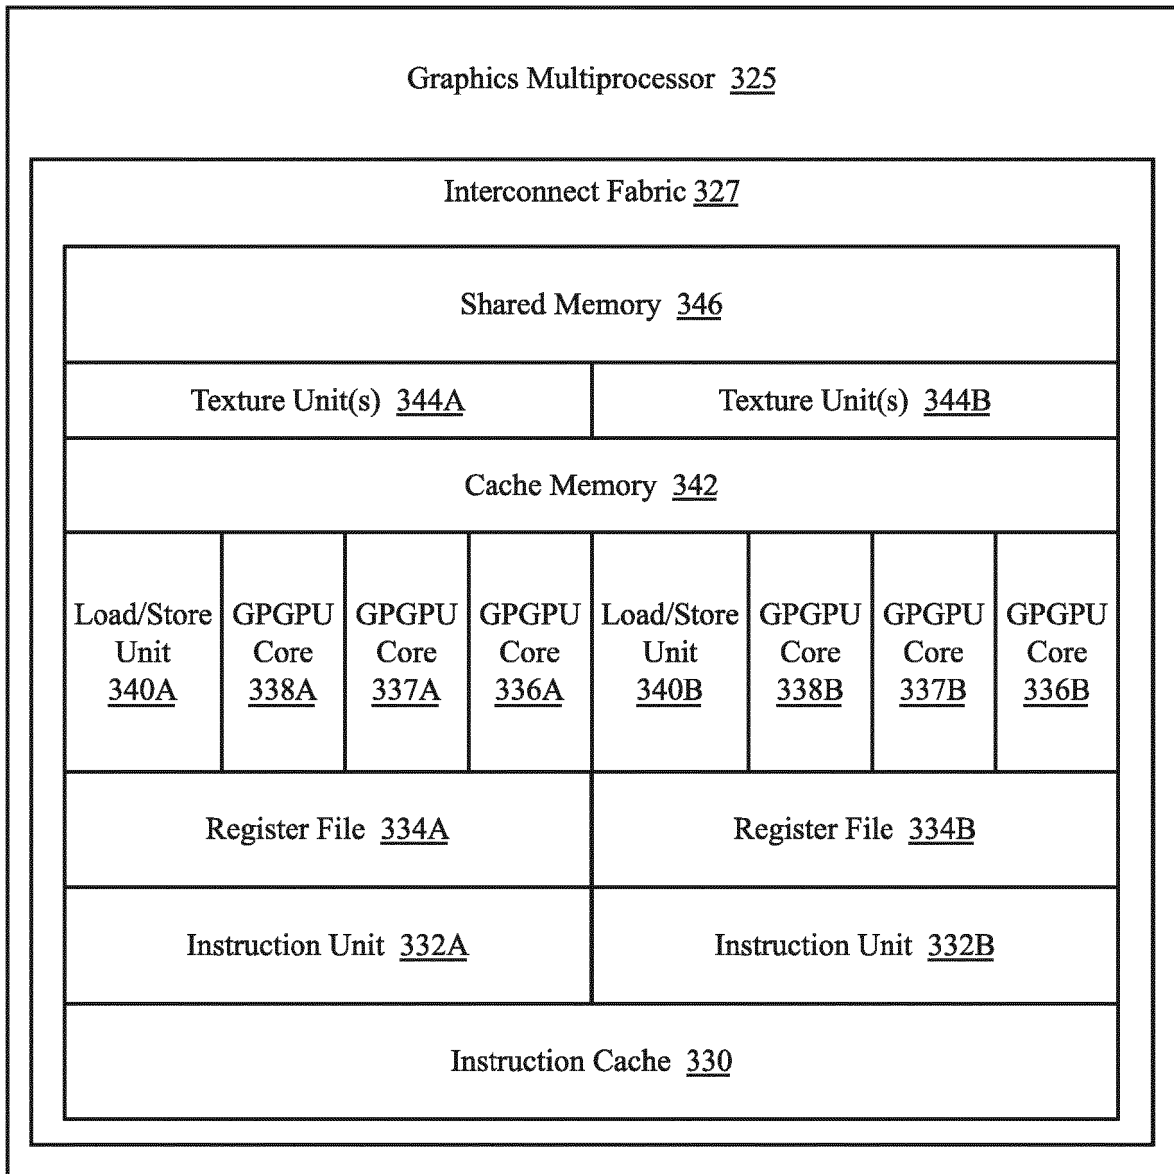 Graphics Multiprocessor 325
Interconnect Fabric 327
Shared Memory 346
Texture Unit(s) 344A
Texture Unit(s) 344B
Cache Memory 342
Load/Store
Unit
340A
GPGPU
Core
338A
GPGPU
Core
337A
GPGPU
Core
336A
Load/Store
Unit
340B
GPGPU
Core
338B
GPGPU
Core
337B
GPGPU
Core
336B
Register File 334A
Register File 334B
Instruction Unit 332A
Instruction Unit 332B
Instruction Cache 330